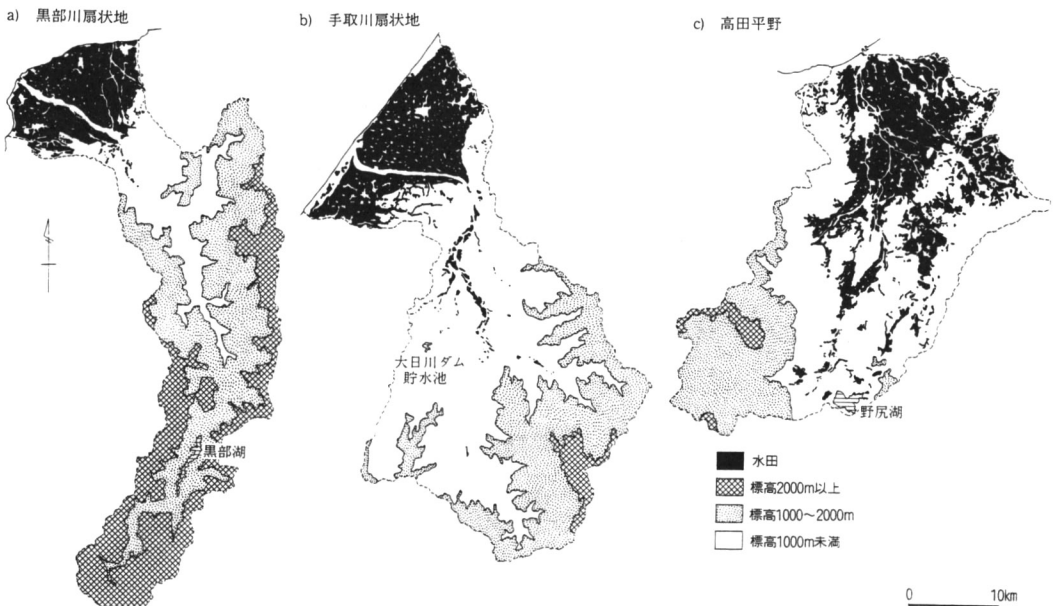 a) 黒部川扇状地
b) 手取川扇状地
c) 高田平野
大日川ダム
貯水池
黒部湖
野尻湖
水田
標高2000m以上
標高1000~2000m
標高1000m未満
0 10km